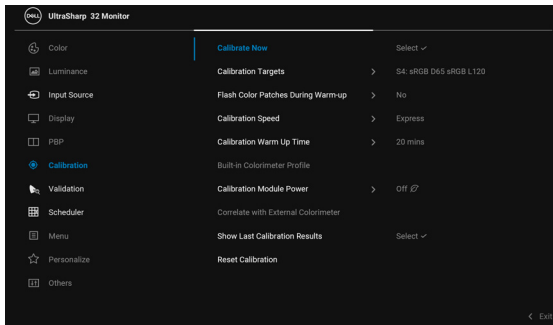 DELL UltraSharp 32 Monitor
Color
Luminance
Input Source
Display
PBP
Calibration
Validation
Scheduler
Menu
Personalize
Others
Calibrate Now Select ✓
Calibration Targets > S4: sRGB D65 sRGB L120
Flash Color Patches During Warm-up > No
Calibration Speed > Express
Calibration Warm Up Time > 20 mins
Built-in Colorimeter Profile
Calibration Module Power > Off
Correlate with External Colorimeter
Show Last Calibration Results Select ✓
Reset Calibration
< Exit